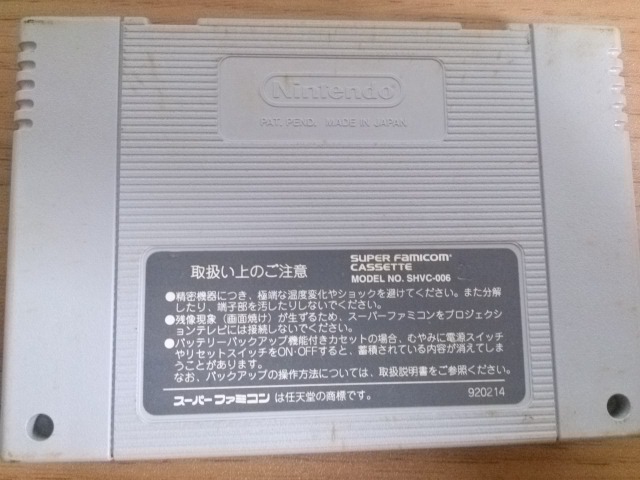 Nintendo
PAT. PEND. MADE IN JAPAN
取扱い上のご注意
SUPER FAMICOM
CASSETTE
MODEL NO. SHVC-006
●精密機器につき、極端な温度変化やショックを避けてください。また分解
したり、端子部を汚したりしないでください。
●残像現象（画面焼け）が生ずるため、スーパーファミコンをプロジェクシ
ョンテレビには接続しないでください。
●バッテリーバックアップ機能付きカセットの場合、むやみに電源スイッチ
やリセットスイッチをON・OFFすると、蓄積されている内容が消えてしま
うことがあります。
なお、バックアップの操作方法については、取扱説明書をご参照ください。
スーパーファミコンは任天堂の商標です。
920214